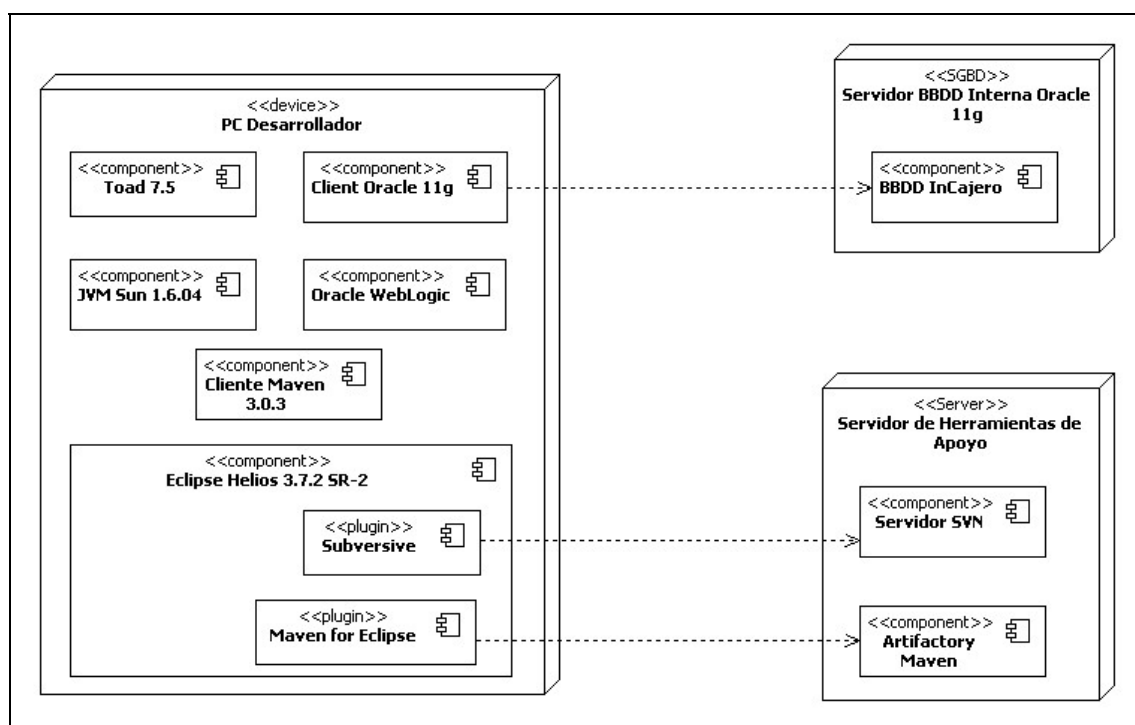 <<device>>
PC Desarrollador
<<component>>
Toad 7.5
<<component>>
Client Oracle 11g
<<component>>
JVM Sun 1.6.04
<<component>>
Oracle WebLogic
<<component>>
Cliente Maven
3.0.3
<<component>>
Eclipse Helios 3.7.2 SR-2
<<plugin>>
Subversive
<<plugin>>
Maven for Eclipse
<<SGBD>>
Servidor BBDD Interna Oracle
11g
<<component>>
BBDD InCajero
<<Server>>
Servidor de Herramientas de
Apoyo
<<component>>
Servidor SVN
<<component>>
Artifactory
Maven